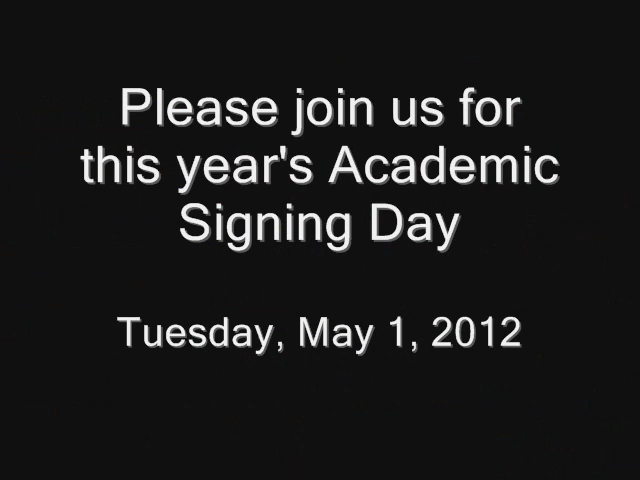 Please join us for
this year's Academic
Signing Day
Tuesday, May 1, 2012